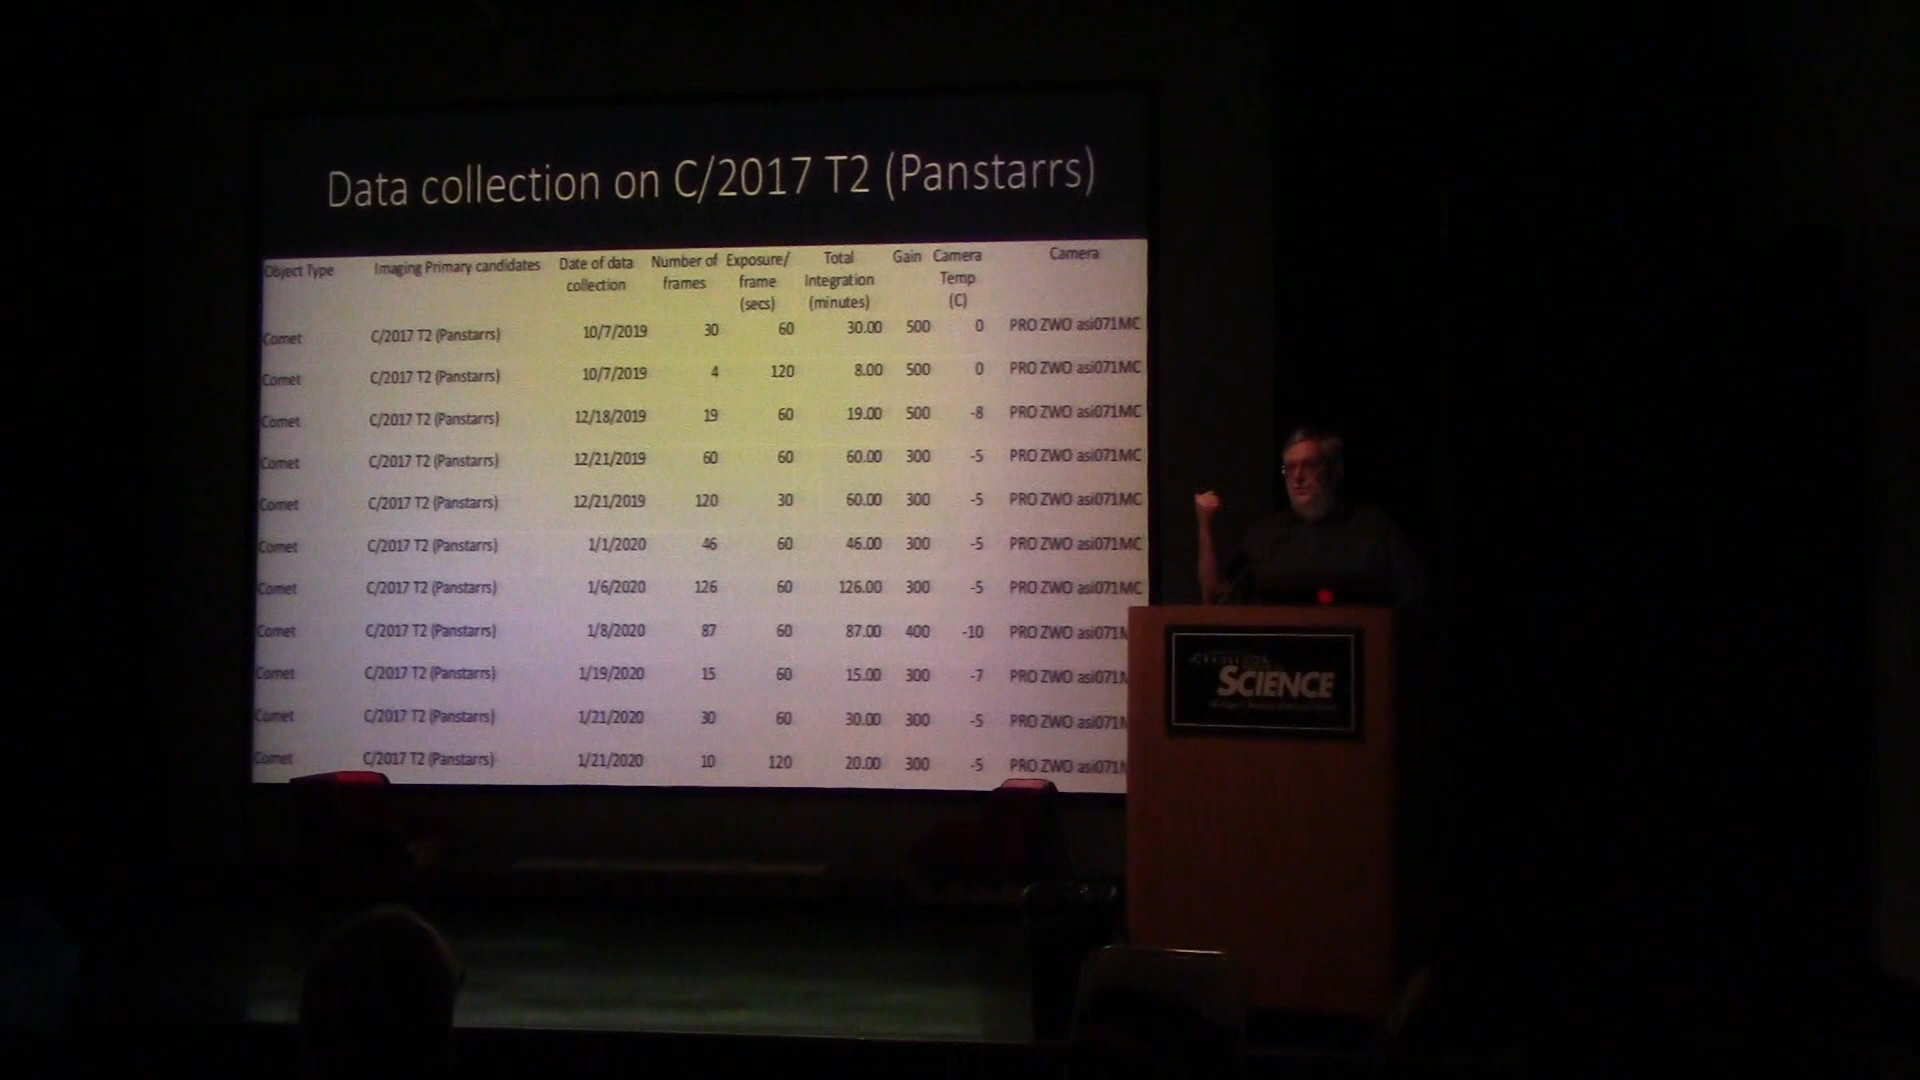 Data collection on C/2017 T2 (Panstarrs)
Object Type Imaging Primary candidates Date of data Number of Exposure/ Total Gain Camera Camera
collection frames frame Integration Temp
(secs) (minutes) (C)
Comet C/2017 T2 (Panstarrs) 10/7/2019 30 60 30.00 500 0 PRO ZWO asi071MC
Comet C/2017 T2 (Panstarrs) 10/7/2019 4 120 8.00 500 0 PRO ZWO asi071MC
Comet C/2017 T2 (Panstarrs) 12/18/2019 19 60 19.00 500 -8 PRO ZWO asi071MC
Comet C/2017 T2 (Panstarrs) 12/21/2019 60 60 60.00 300 -5 PRO ZWO asi071MC
Comet C/2017 T2 (Panstarrs) 12/21/2019 120 30 60.00 300 -5 PRO ZWO asi071MC
Comet C/2017 T2 (Panstarrs) 1/1/2020 46 60 46.00 300 -5 PRO ZWO asi071MC
Comet C/2017 T2 (Panstarrs) 1/6/2020 126 60 126.00 300 -5 PRO ZWO asi071MC
Comet C/2017 T2 (Panstarrs) 1/8/2020 87 60 87.00 400 -10 PRO ZWO asi071M
Comet C/2017 T2 (Panstarrs) 1/19/2020 15 60 15.00 300 -7 PRO ZWO asi071M
Comet C/2017 T2 (Panstarrs) 1/21/2020 30 60 30.00 300 -5 PRO ZWO asi071M
Comet C/2017 T2 (Panstarrs) 1/21/2020 10 120 20.00 300 -5 PRO ZWO asi071M
SCIENCE